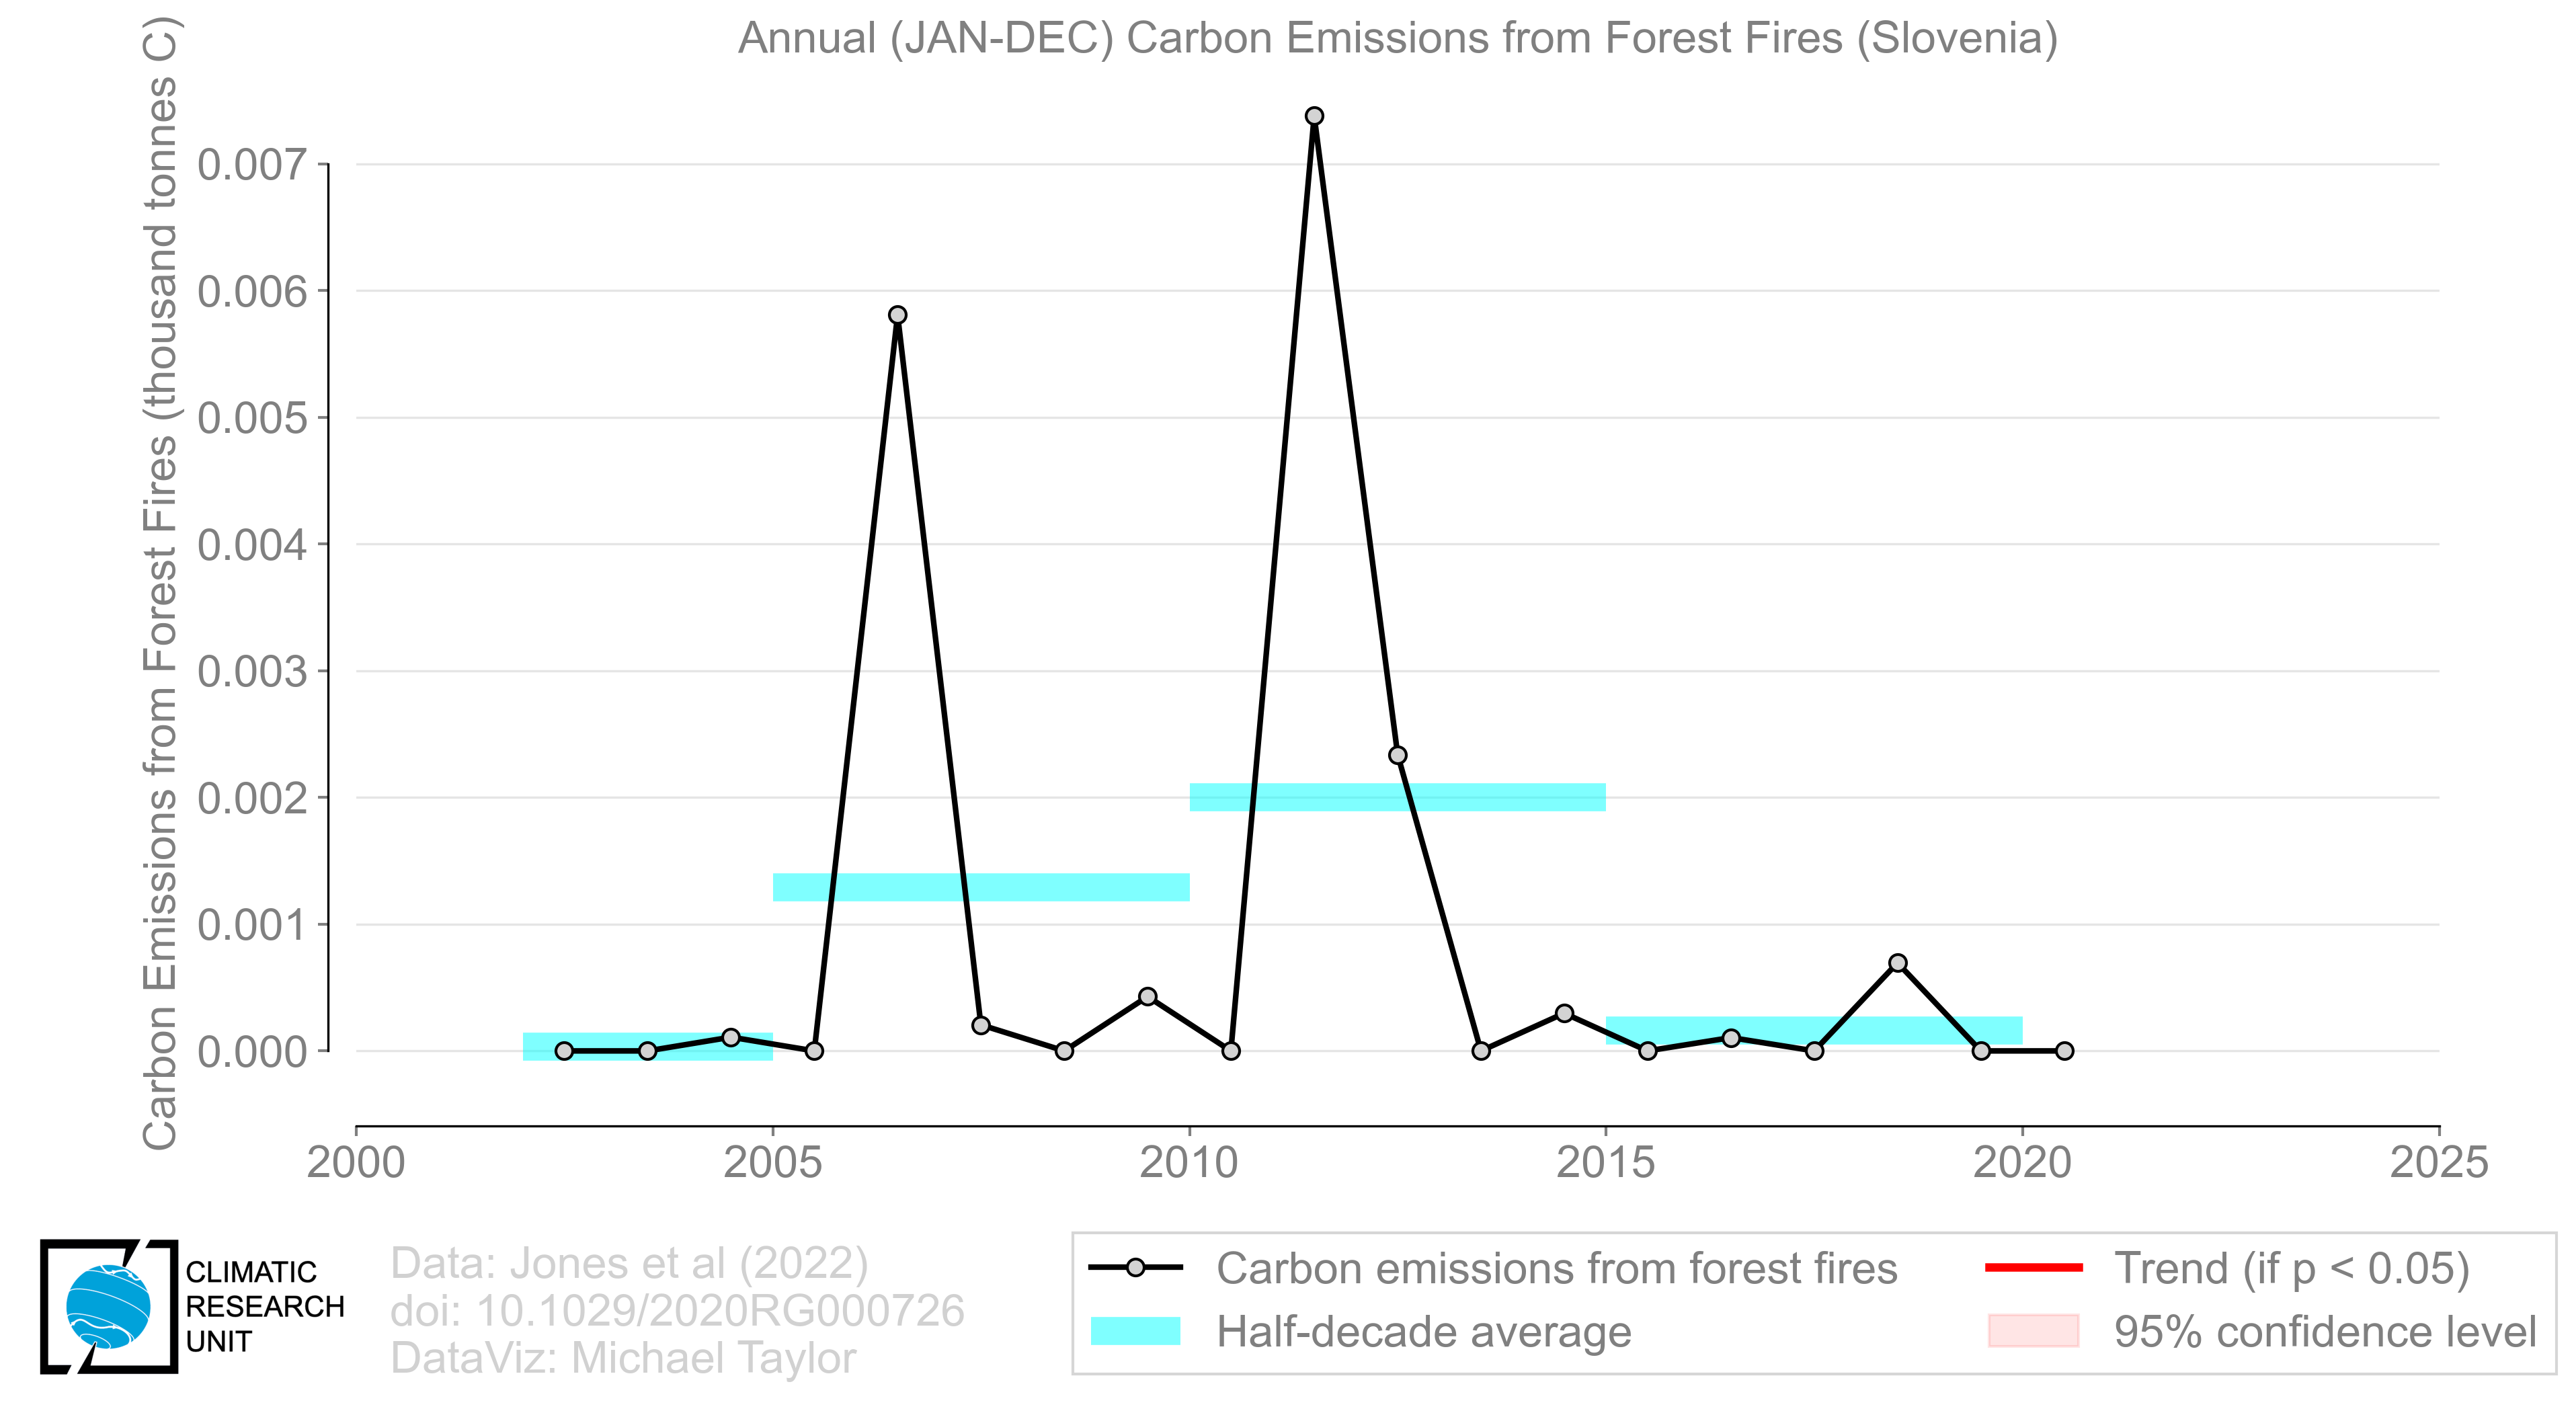 Annual (JAN-DEC) Carbon Emissions from Forest Fires (Slovenia)
Carbon Emissions from Forest Fires (thousand tonnes C)
0.007
0.006
0.005
0.004
0.003
0.002
0.001
0.000
2000
2005
2010
2015
2020
2025
CLIMATIC
RESEARCH
UNIT
Data: Jones et al (2022)
doi: 10.1029/2020RG000726
DataViz: Michael Taylor
Carbon emissions from forest fires
Half-decade average
Trend (if p < 0.05)
95% confidence level